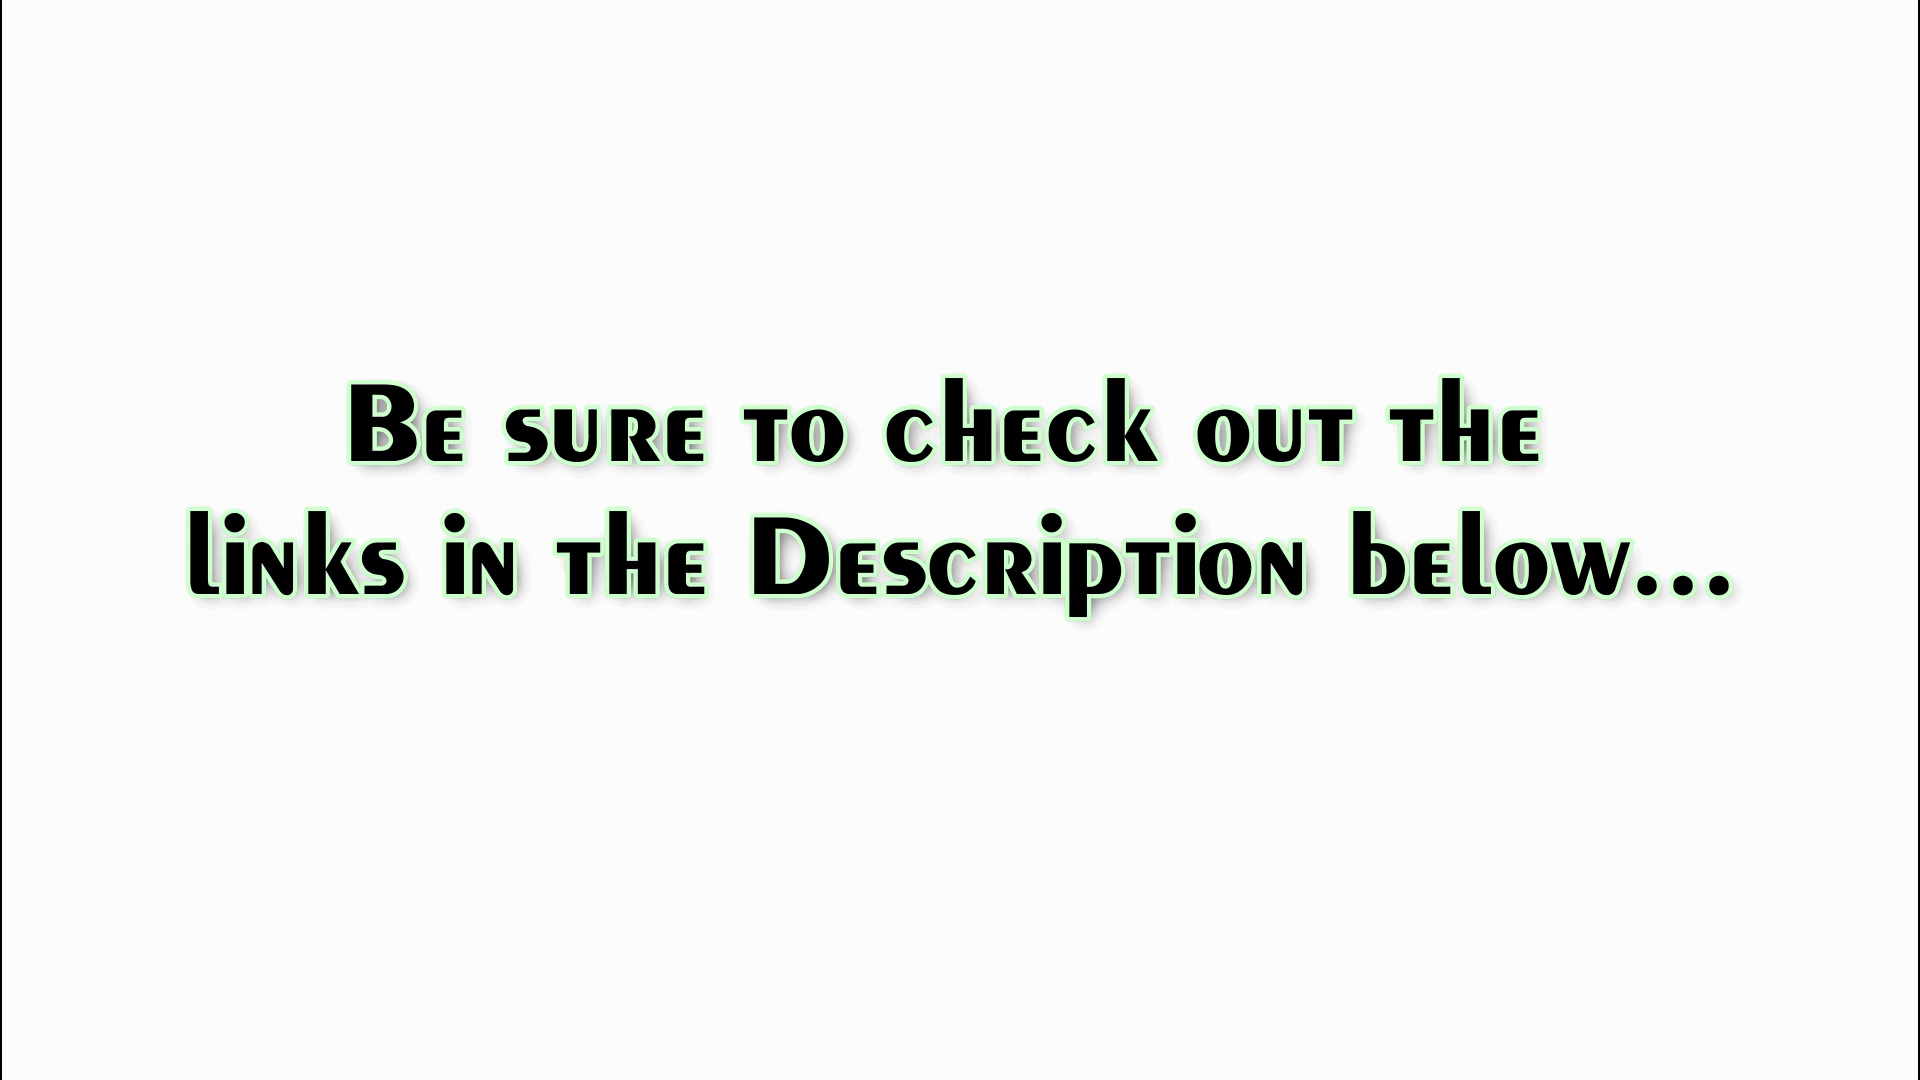 Be sure to check out the
links in the Description below...